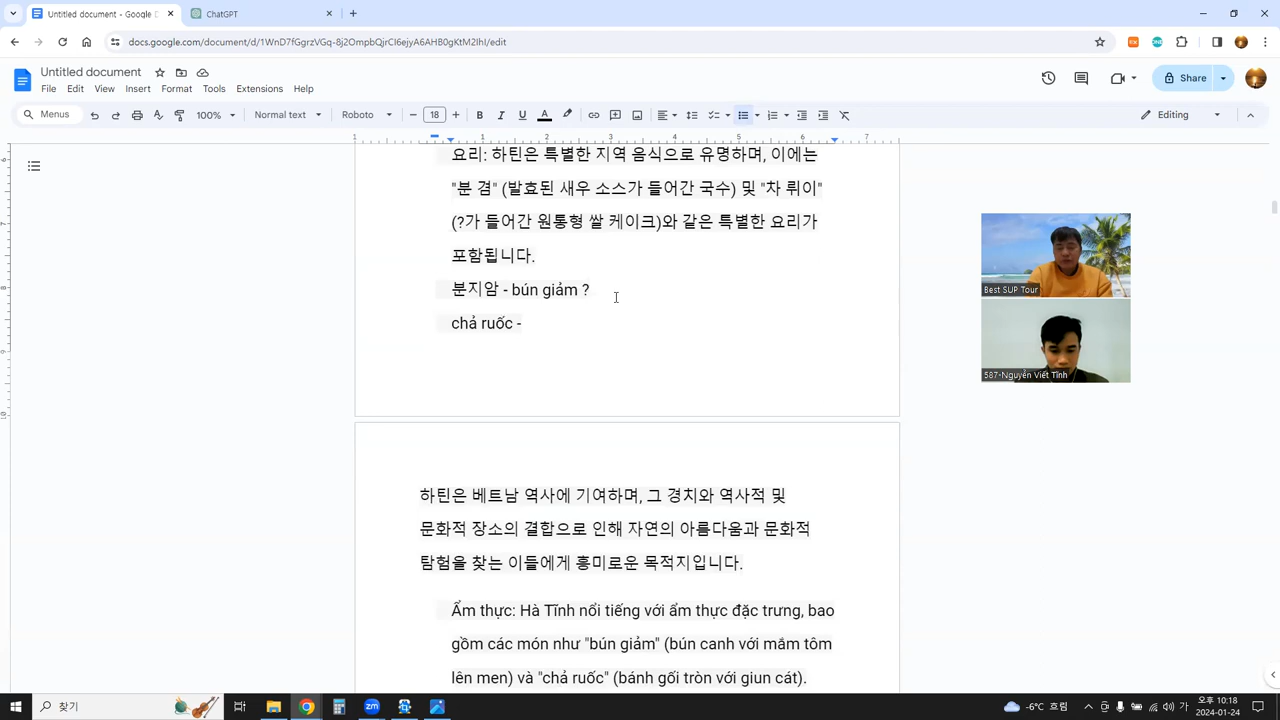 Untitled document - Google D
ChatGPT
docs.google.com/document/d/1WnD7fGgrzVGq-8j2OmpbQjrCI6ejyA6AHB0gKtM2IhI/edit
Untitled document
File Edit View Insert Format Tools Extensions Help
Share
Menus 100% Normal text Roboto 18 Editing
요리: 하틴은 특별한 지역 음식으로 유명하며, 이에는
"분 겸" (발효된 새우 소스가 들어간 국수) 및 "차 뤼이"
(?가 들어간 원통형 쌀 케이크)와 같은 특별한 요리가
포함됩니다.
분지암 - bún giảm ?
chả ruốc -
Best SUP Tour
587-Nguyễn Viết Tĩnh
하틴은 베트남 역사에 기여하며, 그 경치와 역사적 및
문화적 장소의 결합으로 인해 자연의 아름다움과 문화적
탐험을 찾는 이들에게 흥미로운 목적지입니다.
Ẩm thực: Hà Tĩnh nổi tiếng với ẩm thực đặc trưng, bao
gồm các món như "bún giảm" (bún canh với mắm tôm
lên men) và "chả ruốc" (bánh gối tròn với giun cát).
찾기
-6°C 흐림
가
오후 10:18
2024-01-24